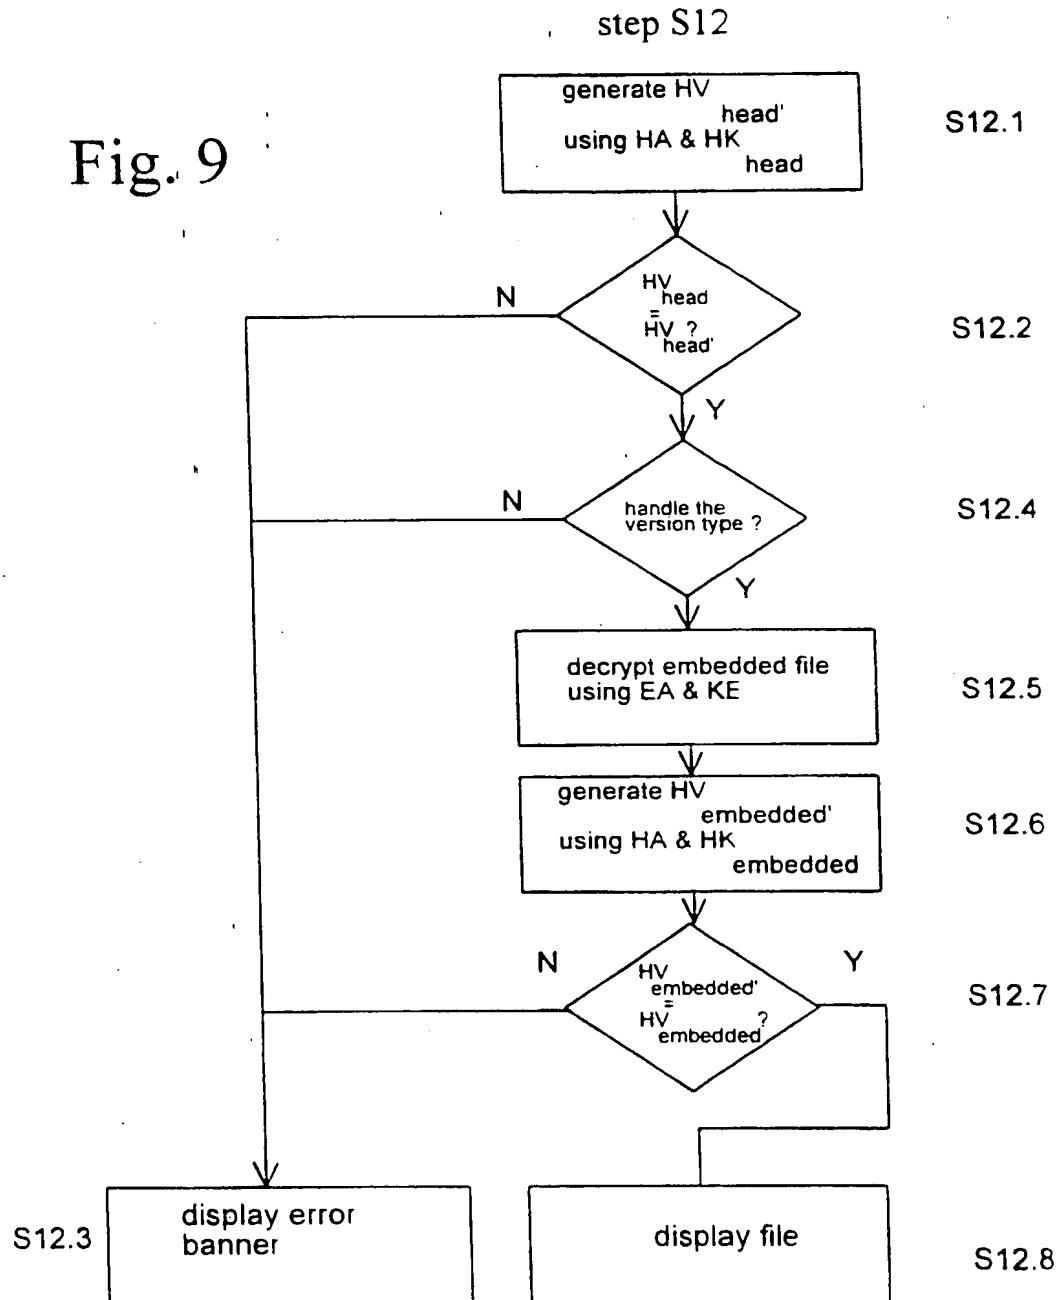 step S12
Fig. 9
generate HV
head'
using HA & HK
head
S12.1
HV
head
=
HV ?
head'
N
S12.2
Y
handle the
version type ?
N
S12.4
Y
decrypt embedded file
using EA & KE
S12.5
generate HV
embedded'
using HA & HK
embedded
S12.6
N
Y
HV
embedded'
=
HV ?
embedded
S12.7
S12.3
display error
banner
display file
S12.8